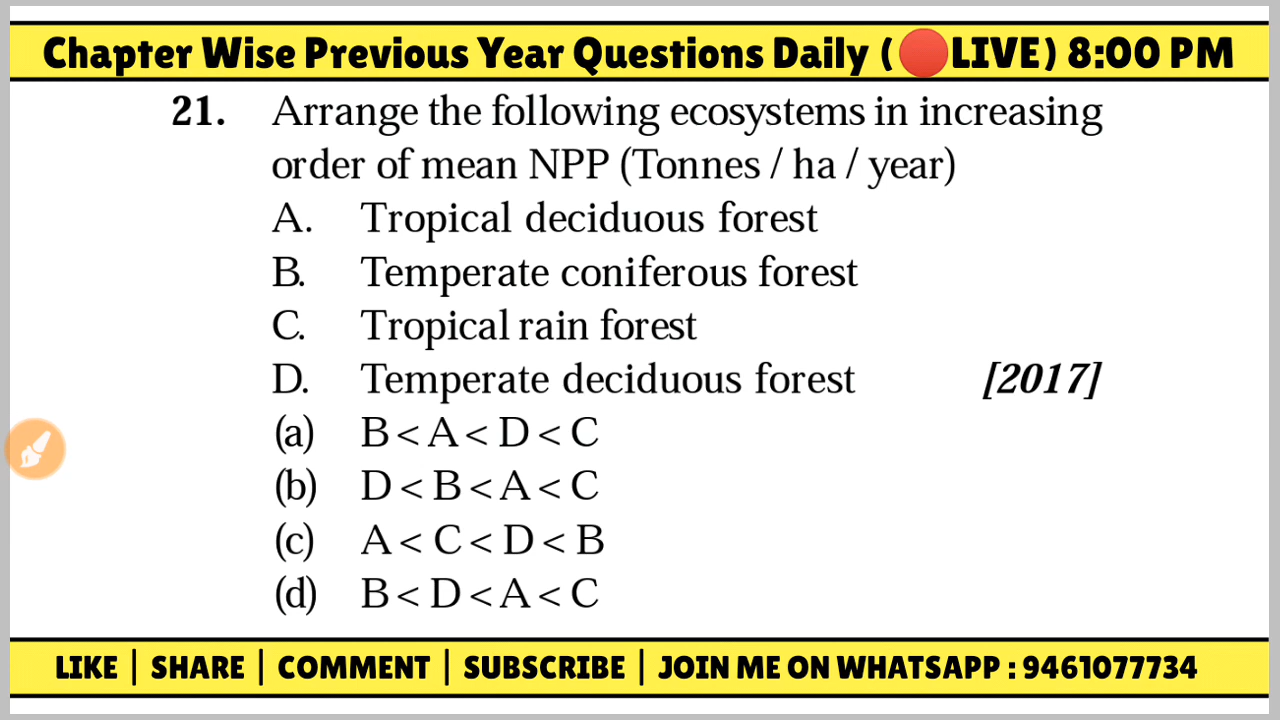 Chapter Wise Previous Year Questions Daily (🔴LIVE) 8:00 PM
21. Arrange the following ecosystems in increasing
order of mean NPP (Tonnes / ha / year)
A. Tropical deciduous forest
B. Temperate coniferous forest
C. Tropical rain forest
D. Temperate deciduous forest [2017]
(a) B < A < D < C
(b) D < B < A < C
(c) A < C < D < B
(d) B < D < A < C
LIKE | SHARE | COMMENT | SUBSCRIBE | JOIN ME ON WHATSAPP : 9461077734